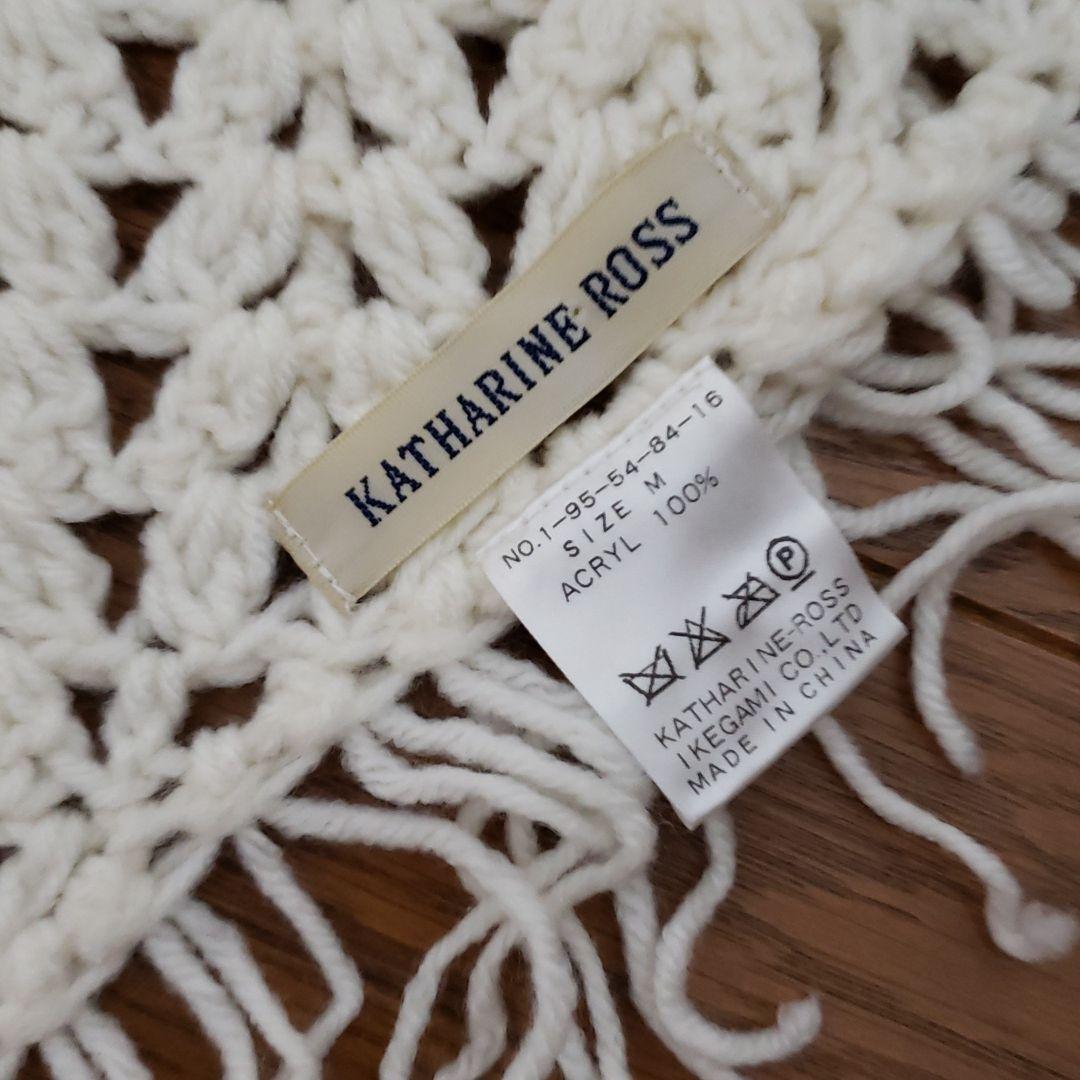 KATHARINE ROSS
NO.1-95-54-84-16
SIZE M
ACRYL 100%
P
KATHARINE-ROSS
IKEGAMI CO.,LTD
MADE IN CHINA